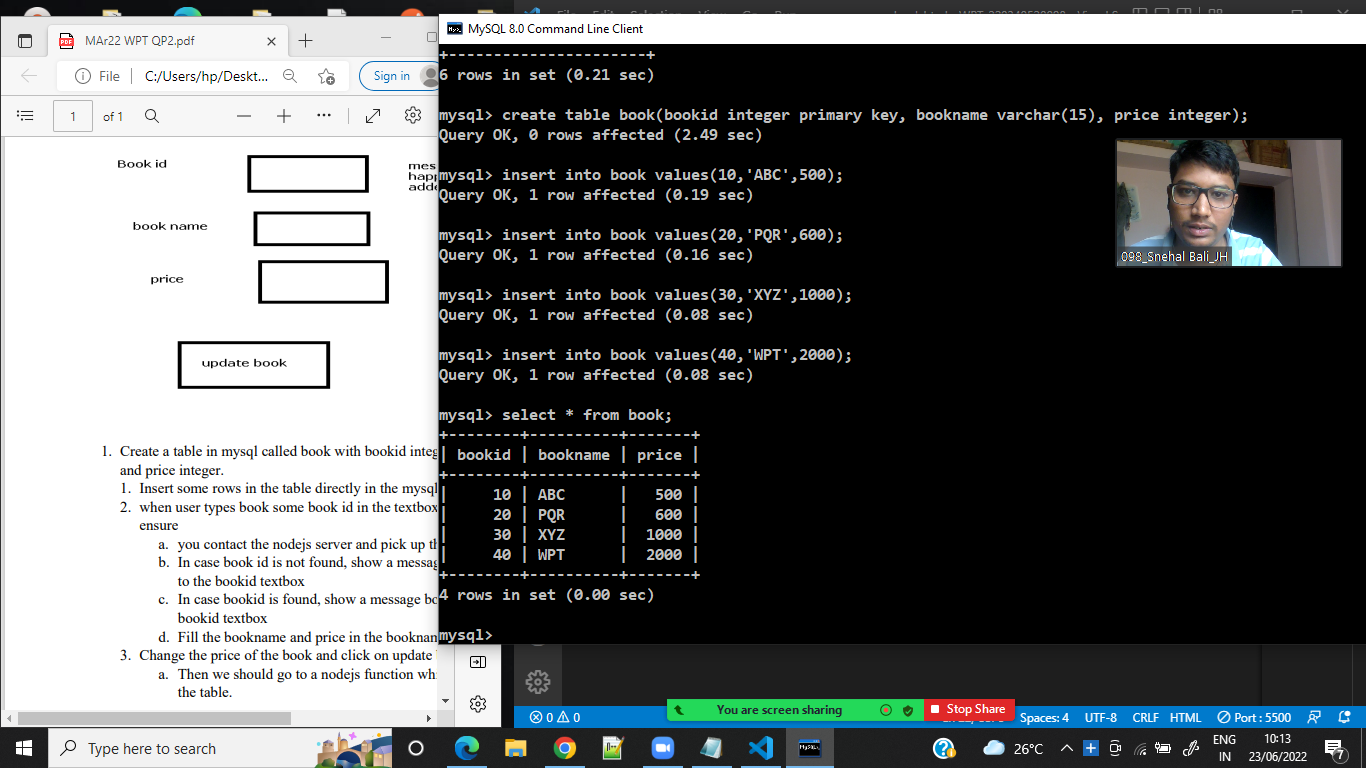 MySQL 8.0 Command Line Client
MAr22 WPT QP2.pdf
File
C:/Users/hp/Deskt...
Sign in
1
of 1
Book id
mes
happ
adde
book name
price
update book
1. Create a table in mysql called book with bookid integ
and price integer.
1. Insert some rows in the table directly in the mysql
2. when user types book some book id in the textbox
ensure
a. you contact the nodejs server and pick up th
b. In case book id is not found, show a messag
to the bookid textbox
c. In case bookid is found, show a message bo
bookid textbox
d. Fill the bookname and price in the booknam
3. Change the price of the book and click on update
a. Then we should go to a nodejs function whi
the table.
+----------------------+
6 rows in set (0.21 sec)
mysql> create table book(bookid integer primary key, bookname varchar(15), price integer);
Query OK, 0 rows affected (2.49 sec)
mysql> insert into book values(10,'ABC',500);
Query OK, 1 row affected (0.19 sec)
mysql> insert into book values(20,'PQR',600);
Query OK, 1 row affected (0.16 sec)
mysql> insert into book values(30,'XYZ',1000);
Query OK, 1 row affected (0.08 sec)
mysql> insert into book values(40,'WPT',2000);
Query OK, 1 row affected (0.08 sec)
mysql> select * from book;
+--------+----------+-------+
| bookid | bookname | price |
+--------+----------+-------+
| 10 | ABC | 500 |
| 20 | PQR | 600 |
| 30 | XYZ | 1000 |
| 40 | WPT | 2000 |
+--------+----------+-------+
4 rows in set (0.00 sec)
mysql>
098_Snehal Bali_JH
You are screen sharing
Stop Share
0 0
Spaces: 4 UTF-8 CRLF HTML Port : 5500
Type here to search
26°C
ENG
IN
10:13
23/06/2022
7